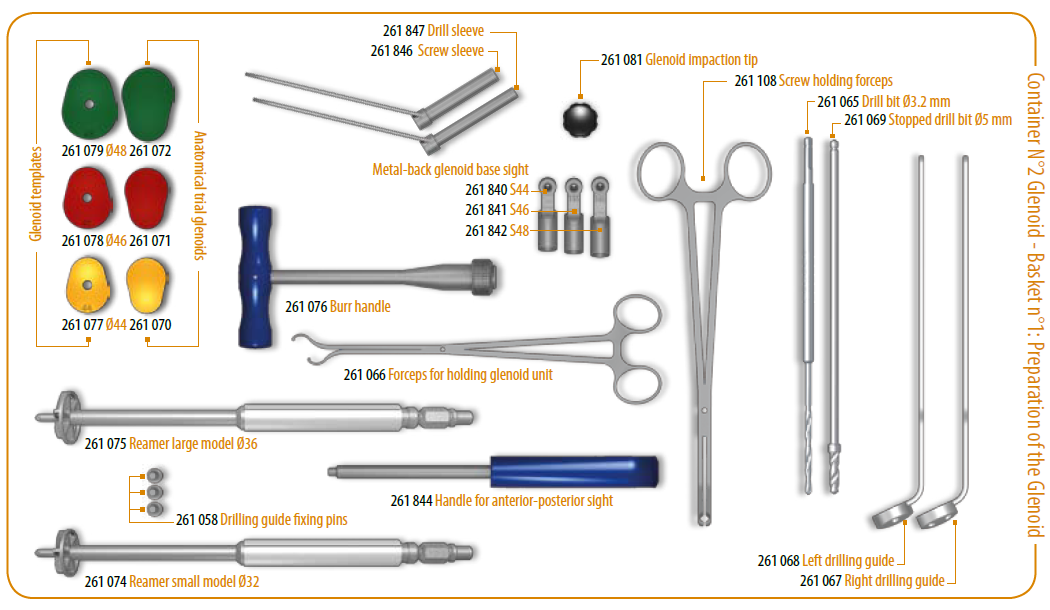 261 847 Drill sleeve
261 846 Screw sleeve
261 081 Glenoid impaction tip
261 108 Screw holding forceps
261 065 Drill bit Ø3.2 mm
261 069 Stopped drill bit Ø5 mm
Glenoid templates
Anatomical trial glenoids
261 079 Ø48 261 072
261 078 Ø46 261 071
261 077 Ø44 261 070
Metal-back glenoid base sight
261 840 S44
261 841 S46
261 842 S48
261 076 Burr handle
261 066 Forceps for holding glenoid unit
261 075 Reamer large model Ø36
261 844 Handle for anterior-posterior sight
261 058 Drilling guide fixing pins
261 074 Reamer small model Ø32
261 068 Left drilling guide
261 067 Right drilling guide
Container N°2 Glenoid - Basket n°1: Preparation of the Glenoid